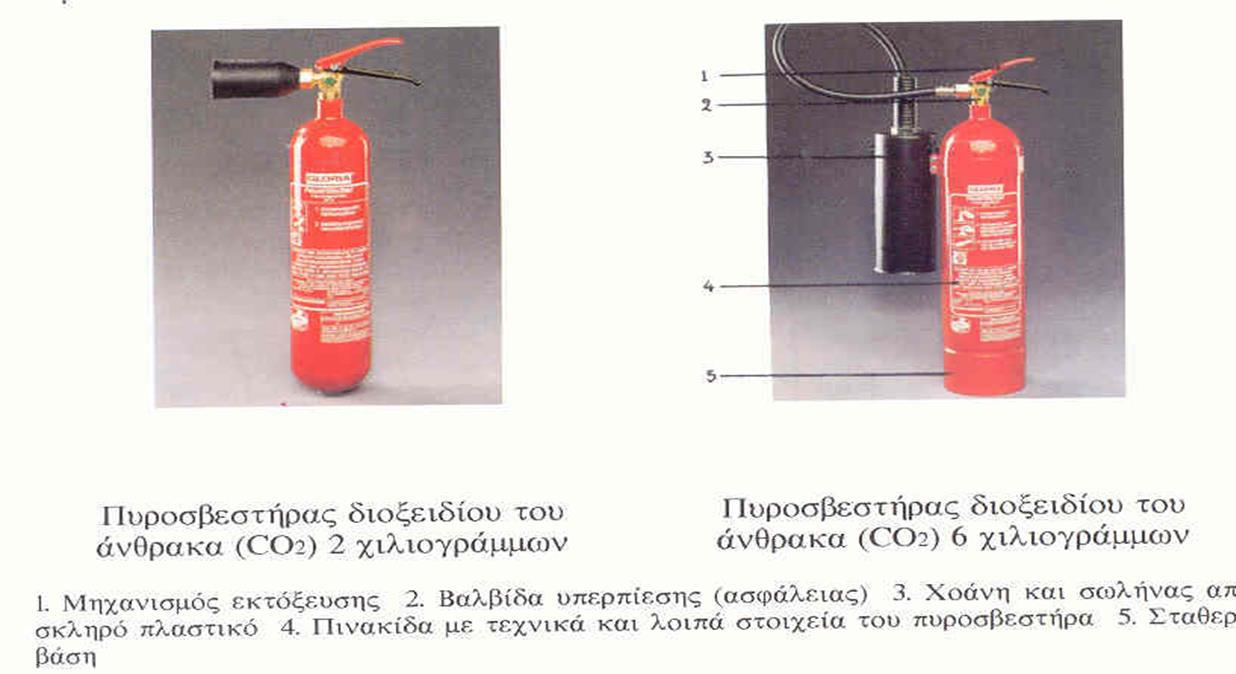 GLORIA
1
2
3
4
5
GLORIA
Πυροσβεστήρας διοξειδίου του
άνθρακα (CO2) 2 χιλιογράμμων
Πυροσβεστήρας διοξειδίου του
άνθρακα (CO2) 6 χιλιογράμμων
1. Μηχανισμός εκτόξευσης 2. Βαλβίδα υπερπίεσης (ασφάλειας) 3. Χοάνη και σωλήνας απ
σκληρό πλαστικό 4. Πινακίδα με τεχνικά και λοιπά στοιχεία του πυροσβεστήρα 5. Σταθερ
βάση